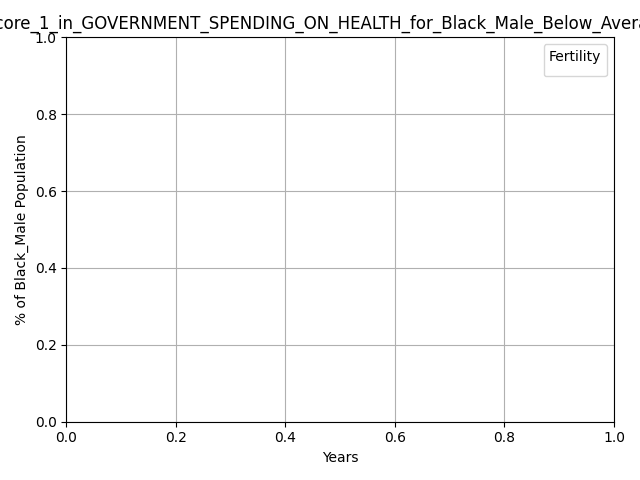 core_1_in_GOVERNMENT_SPENDING_ON_HEALTH_for_Black_Male_Below_Avera
Fertility
% of Black_Male Population
1.0
0.8
0.6
0.4
0.2
0.0
0.0 0.2 0.4 0.6 0.8 1.0
Years